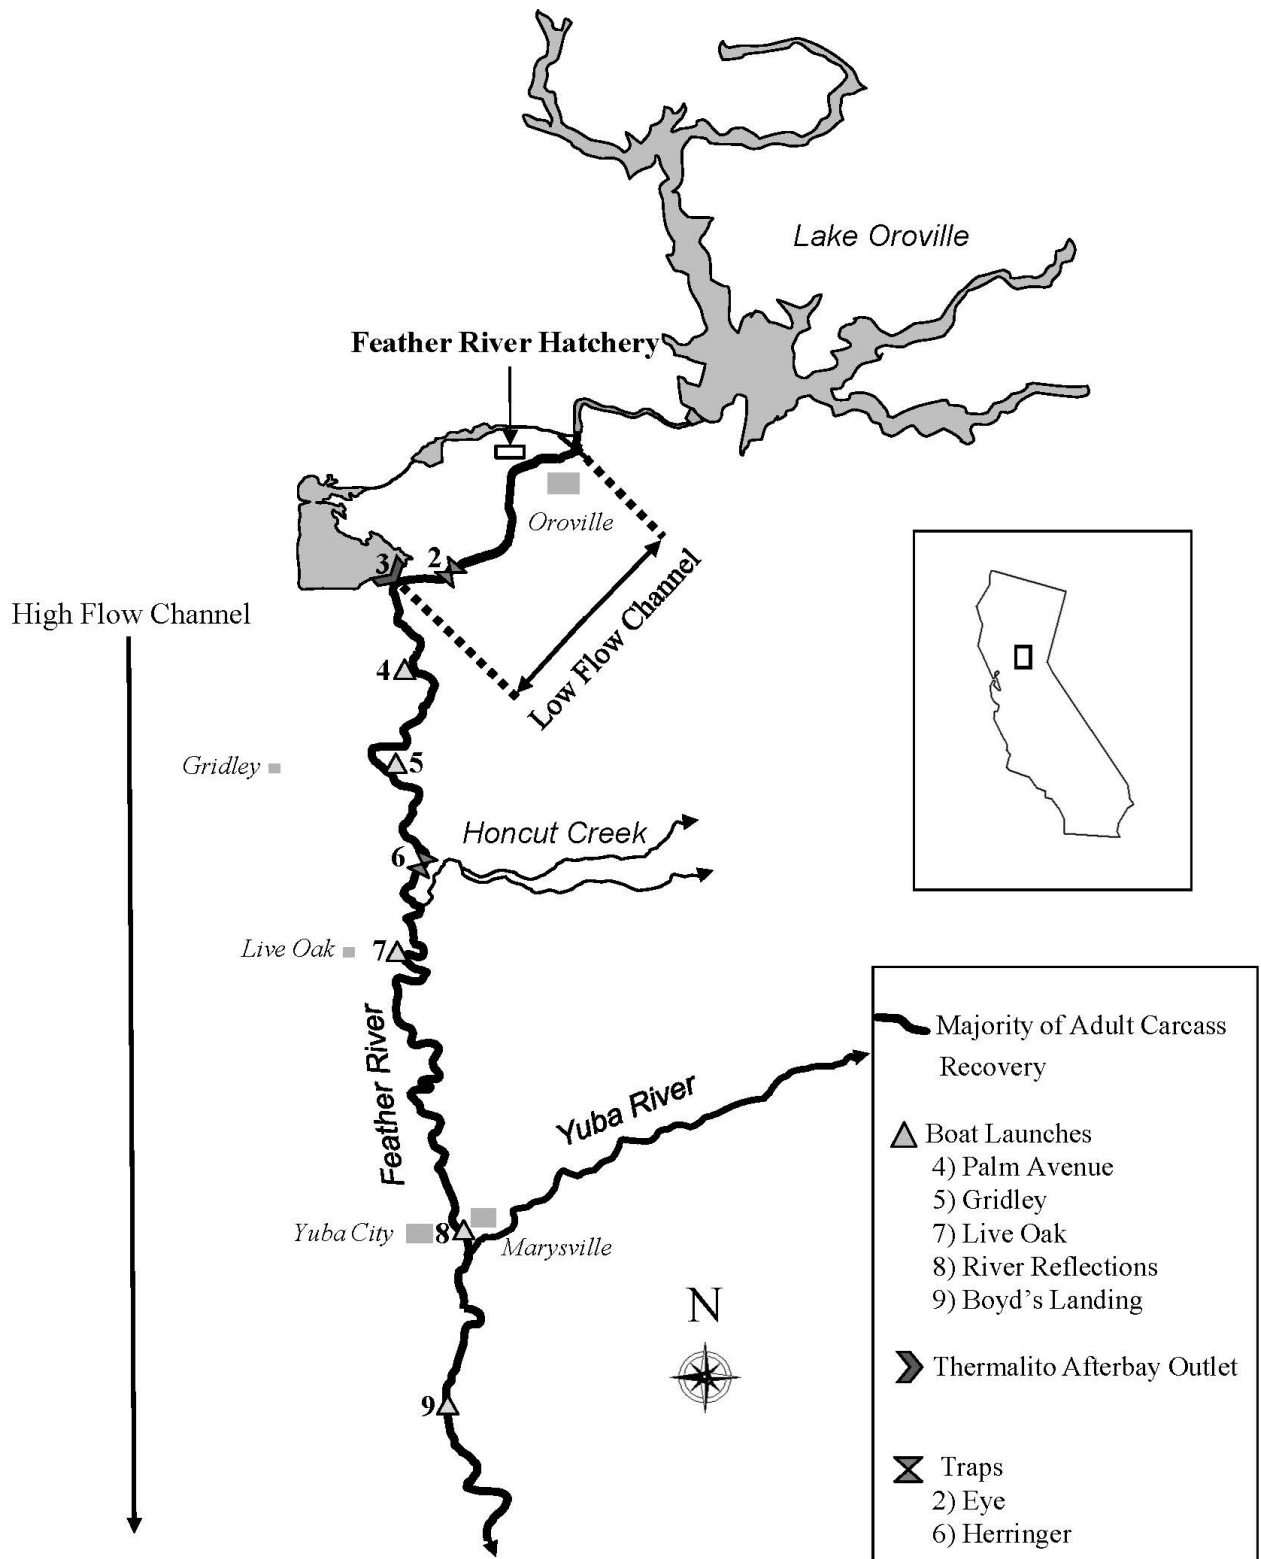 Lake Oroville
Feather River Hatchery
Oroville
3
2
High Flow Channel
Low Flow Channel
4
Gridley
5
Honcut Creek
6
Live Oak
7
Feather River
Yuba River
Yuba City
8
Marysville
N
9
Majority of Adult Carcass
Recovery
Boat Launches
4) Palm Avenue
5) Gridley
7) Live Oak
8) River Reflections
9) Boyd's Landing
Thermalito Afterbay Outlet
Traps
2) Eye
6) Herringer